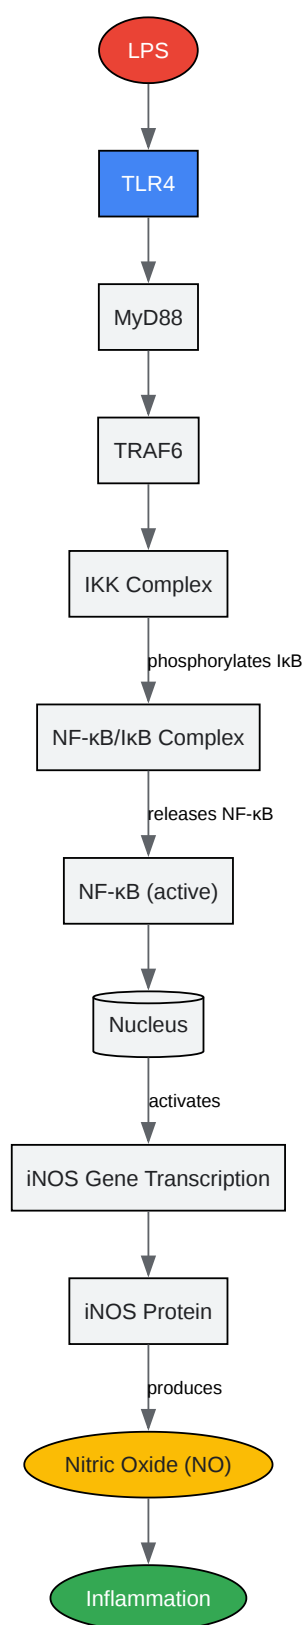 LPS
TLR4
MyD88
TRAF6
IKK Complex
phosphorylates IκB
NF-κB/IκB Complex
releases NF-κB
NF-κB (active)
Nucleus
activates
iNOS Gene Transcription
iNOS Protein
produces
Nitric Oxide (NO)
Inflammation